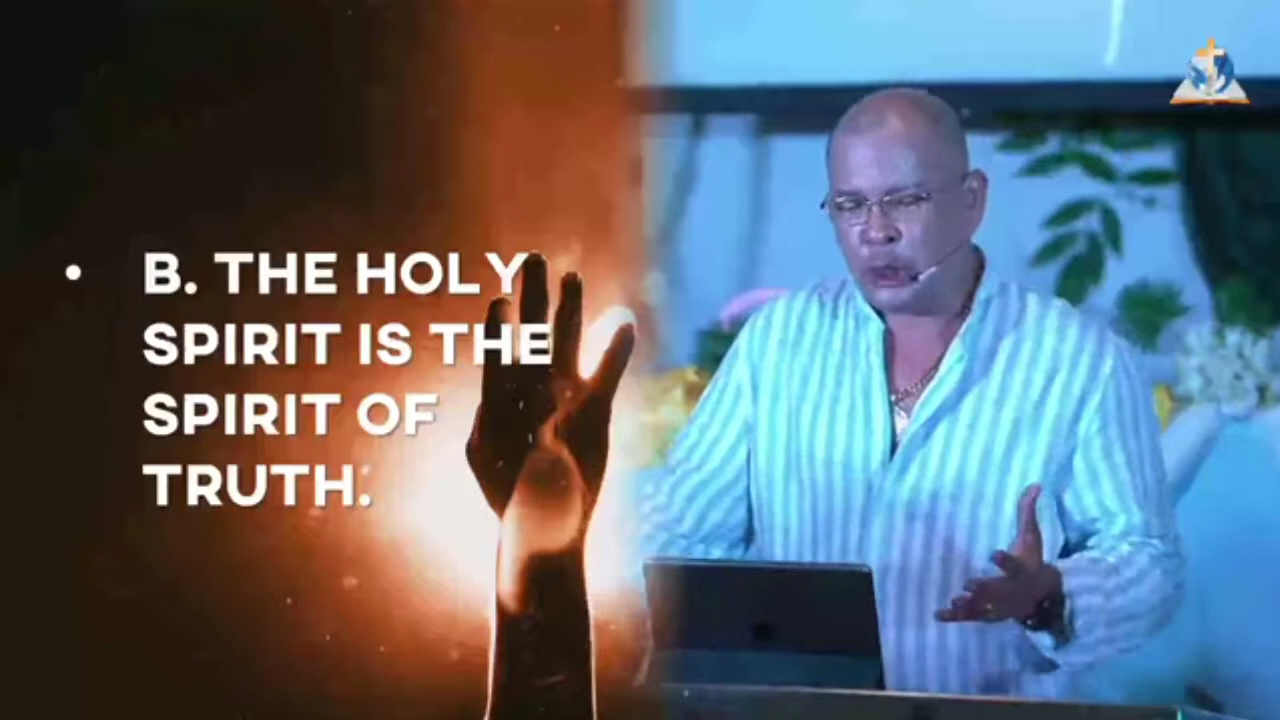 • B. THE HOLY
SPIRIT IS THE
SPIRIT OF
TRUTH.